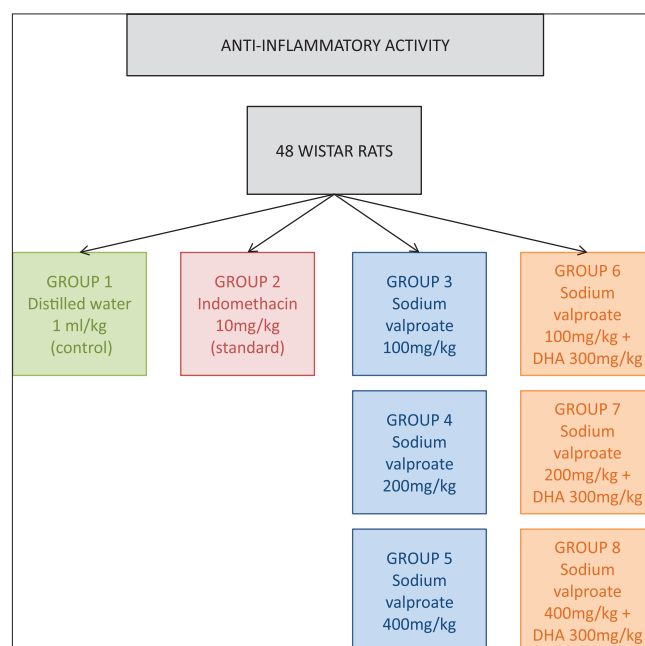 ANTI-INFLAMMATORY ACTIVITY
48 WISTAR RATS
GROUP 1
Distilled water
1 ml/kg
(control)
GROUP 2
Indomethacin
10mg/kg
(standard)
GROUP 3
Sodium
valproate
100mg/kg
GROUP 6
Sodium
valproate
100mg/kg +
DHA 300mg/kg
GROUP 4
Sodium
valproate
200mg/kg
GROUP 7
Sodium
valproate
200mg/kg +
DHA 300mg/kg
GROUP 5
Sodium
valproate
400mg/kg
GROUP 8
Sodium
valproate
400mg/kg +
DHA 300mg/kg